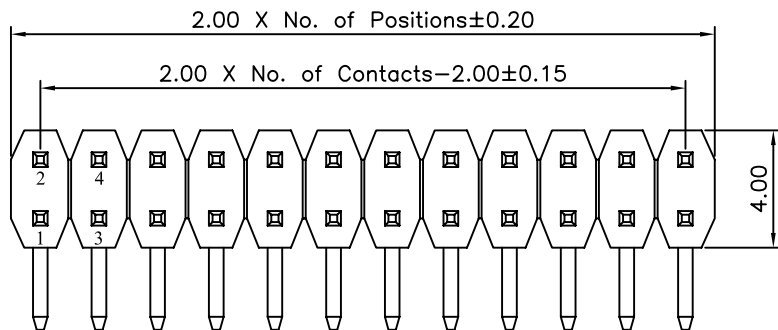 2.00 X No. of Positions±0.20
2.00 X No. of Contacts-2.00±0.15
2 4
4.00
1 3